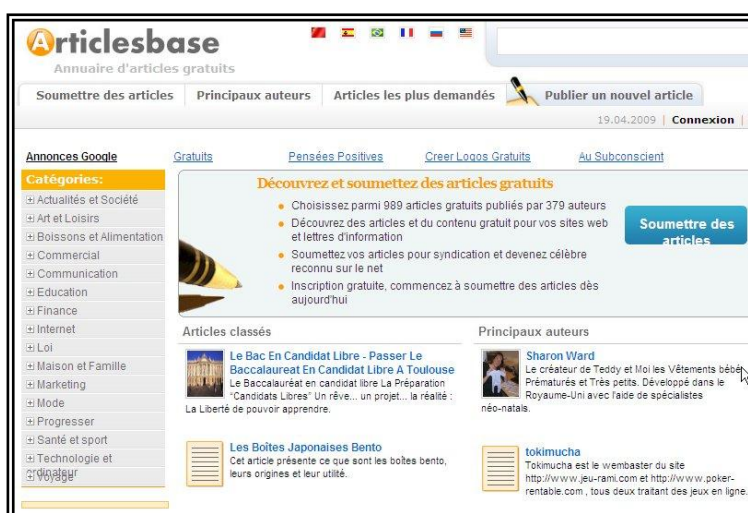 Articlesbase
Annuaire d'articles gratuits
Soumettre des articles Principaux auteurs Articles les plus demandés Publier un nouvel article
19.04.2009 | Connexion |
Annonces Google Gratuits Pensées Positives Creer Logos Gratuits Au Subconscient
Catégories:
Actualités et Société
Art et Loisirs
Boissons et Alimentation
Commercial
Communication
Education
Finance
Internet
Loi
Maison et Famille
Marketing
Mode
Progresser
Santé et sport
Technologie et
ordinateur
Voyage
Découvrez et soumettez des articles gratuits
Choisissez parmi 989 articles gratuits publiés par 379 auteurs
Découvrez des articles et du contenu gratuit pour vos sites web
et lettres d'information
Soumettez vos articles pour syndication et devenez célèbre
reconnu sur le net
Inscription gratuite, commencez à soumettre des articles dès
aujourd'hui
Soumettre des
articles
Articles classés
Le Bac En Candidat Libre - Passer Le
Baccalaureat En Candidat Libre A Toulouse
Le Baccalauréat en candidat libre La Préparation
"Candidats Libres" Un rêve... un projet... la réalité :
La Liberté de pouvoir apprendre.
Les Boîtes Japonaises Bento
Cet article présente ce que sont les boîtes bento,
leurs origines et leur utilité.
Principaux auteurs
Sharon Ward
Le créateur de Teddy et Moi les Vêtements bébé
Prématurés et Très petits. Développé dans le
Royaume-Uni avec l'aide de spécialistes
néo-natals.
tokimucha
Tokimucha est le wembaster du site
http://www.jeu-rami.com et http://www.poker-
rentable.com , tous deux traitant des jeux en ligne.